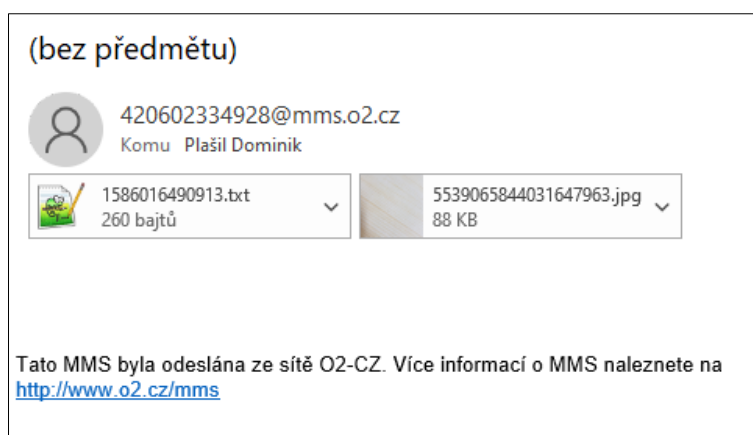 (bez předmětu)
420602334928@mms.o2.cz
Komu Plašil Dominik
1586016490913.txt
260 bajtů
5539065844031647963.jpg
88 KB
Tato MMS byla odeslána ze sítě O2-CZ. Více informací o MMS naleznete na
http://www.o2.cz/mms